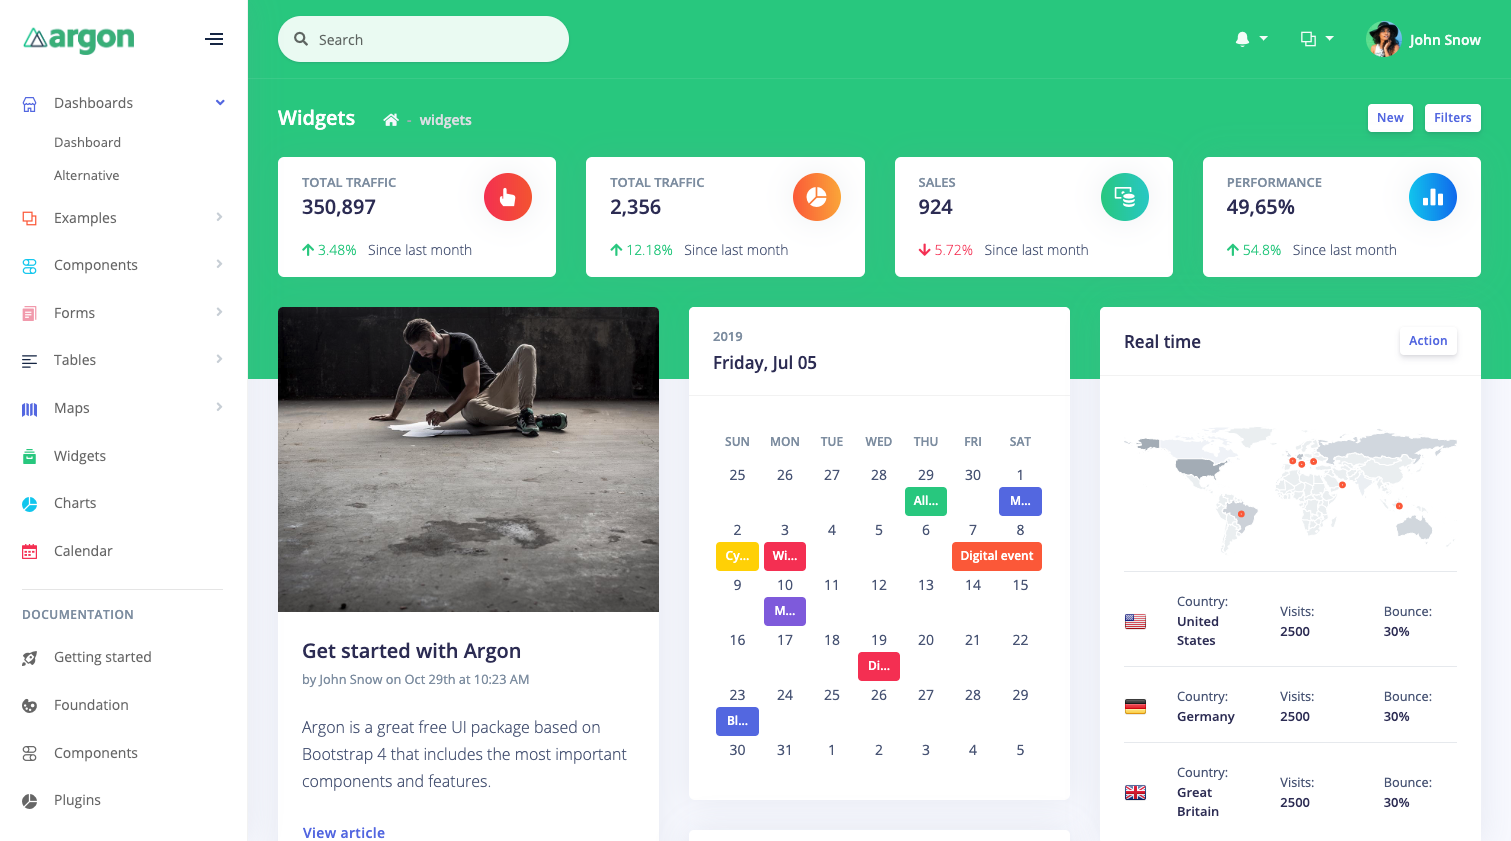 argon
Search
John Snow
Dashboards
Dashboard
Alternative
Examples
Components
Forms
Tables
Maps
Widgets
Charts
Calendar
DOCUMENTATION
Getting started
Foundation
Components
Plugins
Widgets
- widgets
New
Filters
TOTAL TRAFFIC
350,897
3.48% Since last month
TOTAL TRAFFIC
2,356
12.18% Since last month
SALES
924
5.72% Since last month
PERFORMANCE
49,65%
54.8% Since last month
Get started with Argon
by John Snow on Oct 29th at 10:23 AM
Argon is a great free UI package based on
Bootstrap 4 that includes the most important
components and features.
View article
2019
Friday, Jul 05
SUN MON TUE WED THU FRI SAT
25 26 27 28 29 30 1
All... M...
2 3 4 5 6 7 8
Cy... Wi... Digital event
9 10 11 12 13 14 15
M...
16 17 18 19 20 21 22
Di...
23 24 25 26 27 28 29
Bl...
30 31 1 2 3 4 5
Real time
Action
Country:
United
States
Visits:
2500
Bounce:
30%
Country:
Germany
Visits:
2500
Bounce:
30%
Country:
Great
Britain
Visits:
2500
Bounce:
30%